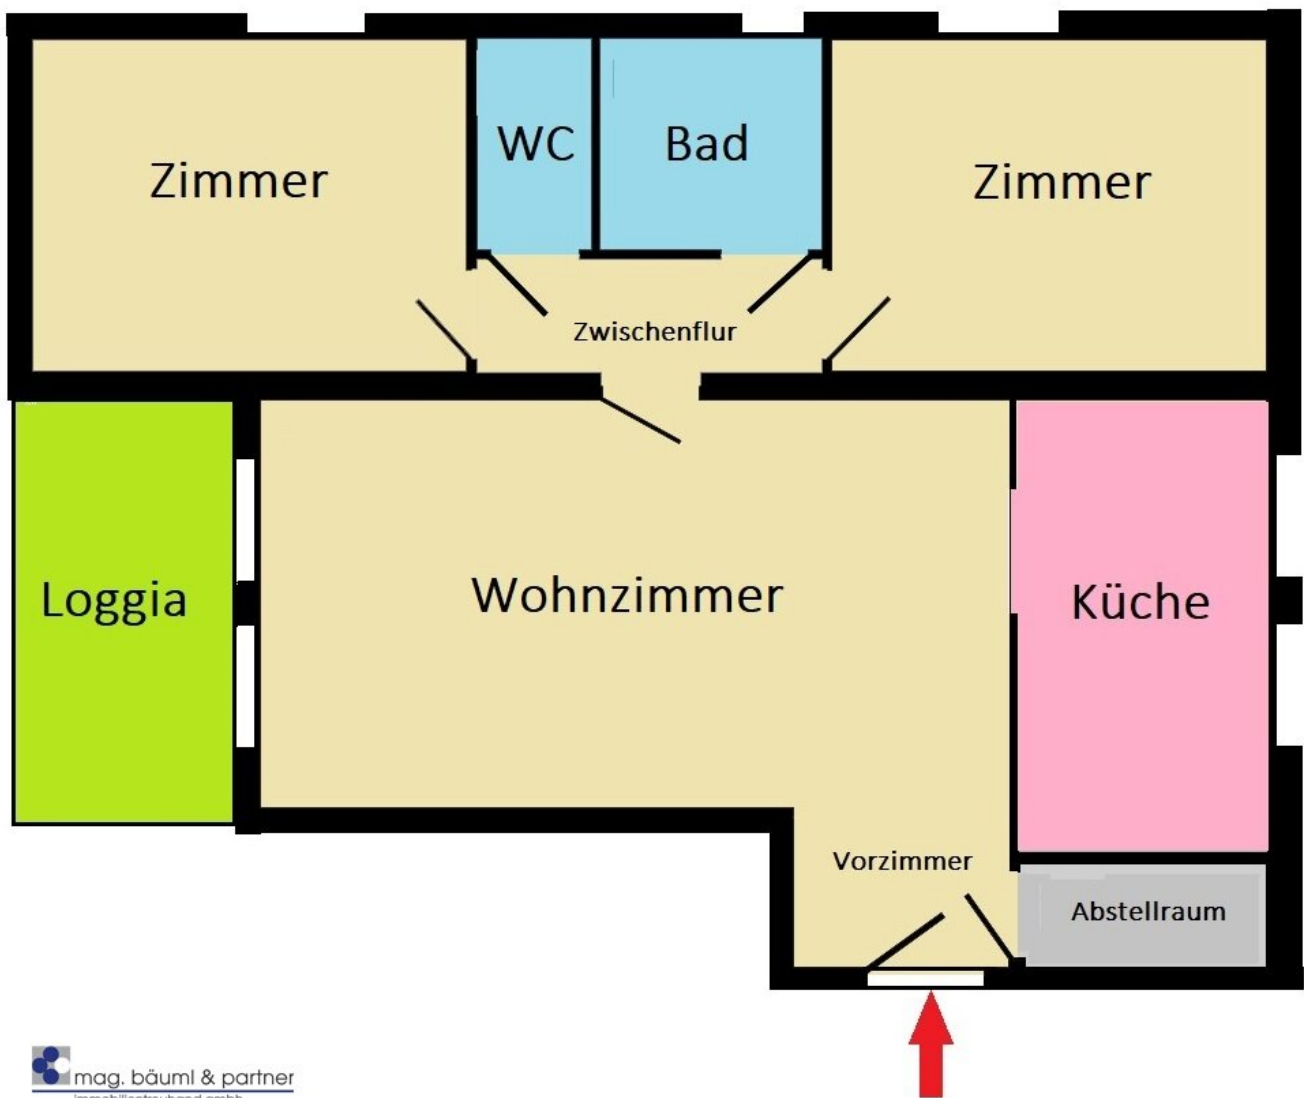 WC
Bad
Zimmer
Zimmer
Zwischenflur
Loggia
Wohnzimmer
Küche
Vorzimmer
Abstellraum
mag. bäuml & partner